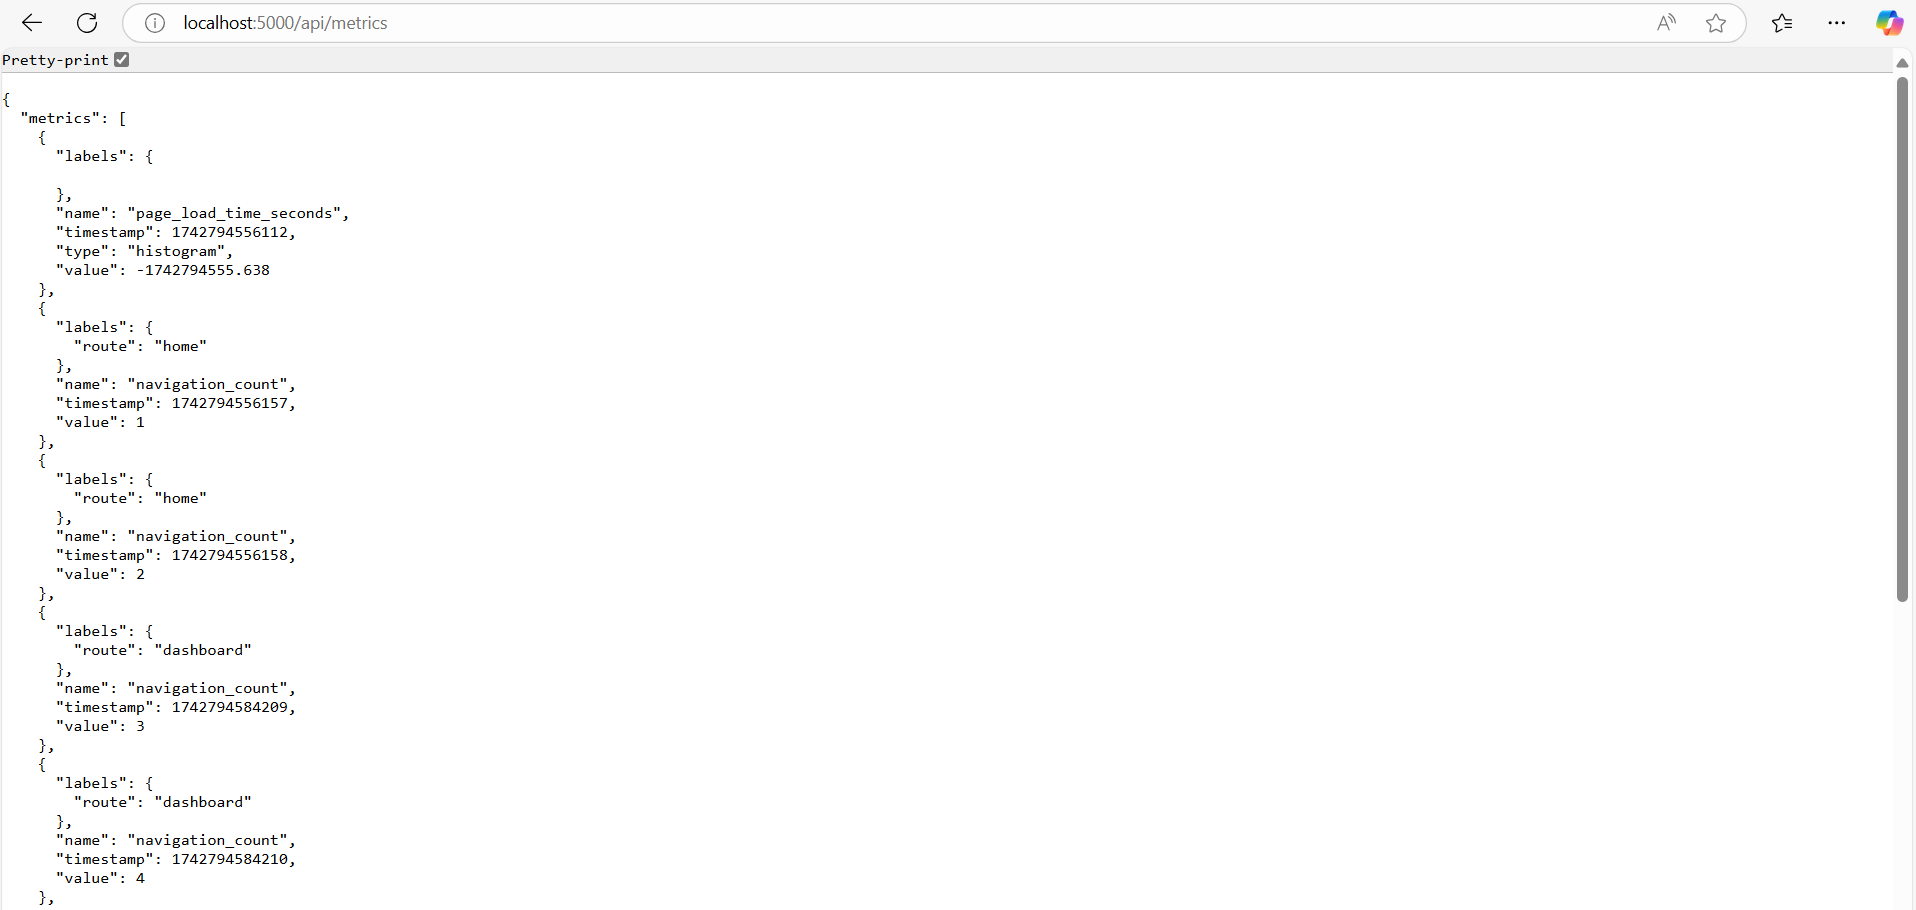 localhost:5000/api/metrics
Pretty-print
{
  "metrics": [
    {
      "labels": {

      },
      "name": "page_load_time_seconds",
      "timestamp": 1742794556112,
      "type": "histogram",
      "value": -1742794555.638
    },
    {
      "labels": {
        "route": "home"
      },
      "name": "navigation_count",
      "timestamp": 1742794556157,
      "value": 1
    },
    {
      "labels": {
        "route": "home"
      },
      "name": "navigation_count",
      "timestamp": 1742794556158,
      "value": 2
    },
    {
      "labels": {
        "route": "dashboard"
      },
      "name": "navigation_count",
      "timestamp": 1742794584209,
      "value": 3
    },
    {
      "labels": {
        "route": "dashboard"
      },
      "name": "navigation_count",
      "timestamp": 1742794584210,
      "value": 4
    },